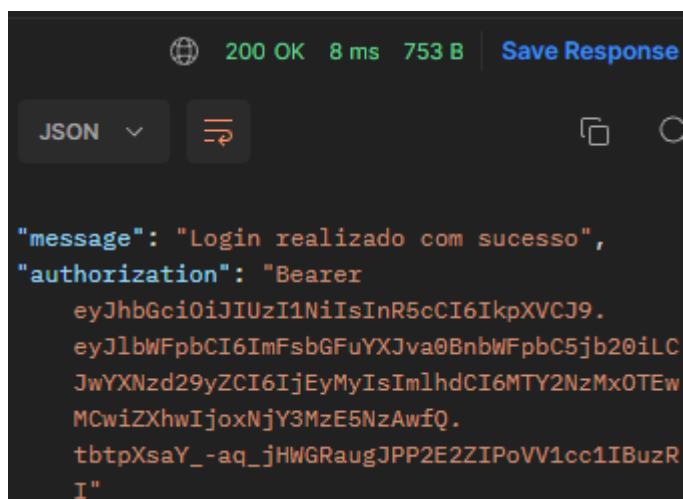 200 OK 8 ms 753 B Save Response
JSON
"message": "Login realizado com sucesso",
"authorization": "Bearer
eyJhbGciOiJIUzI1NiIsInR5cCI6IkpXVCJ9.
eyJlbWFpbCI6ImFsbGFuYXJva0BnbWFpbC5jb20iLC
JwYXNzd29yZCI6IjEyMyIsImlhdCI6MTY2NzMxOTEw
MCwiZXhwIjoxNjY3MzE5NzAwfQ.
tbtpXsaY_-aq_jHWGRaugJPP2E2ZIPoVV1cc1IBuzR
I"